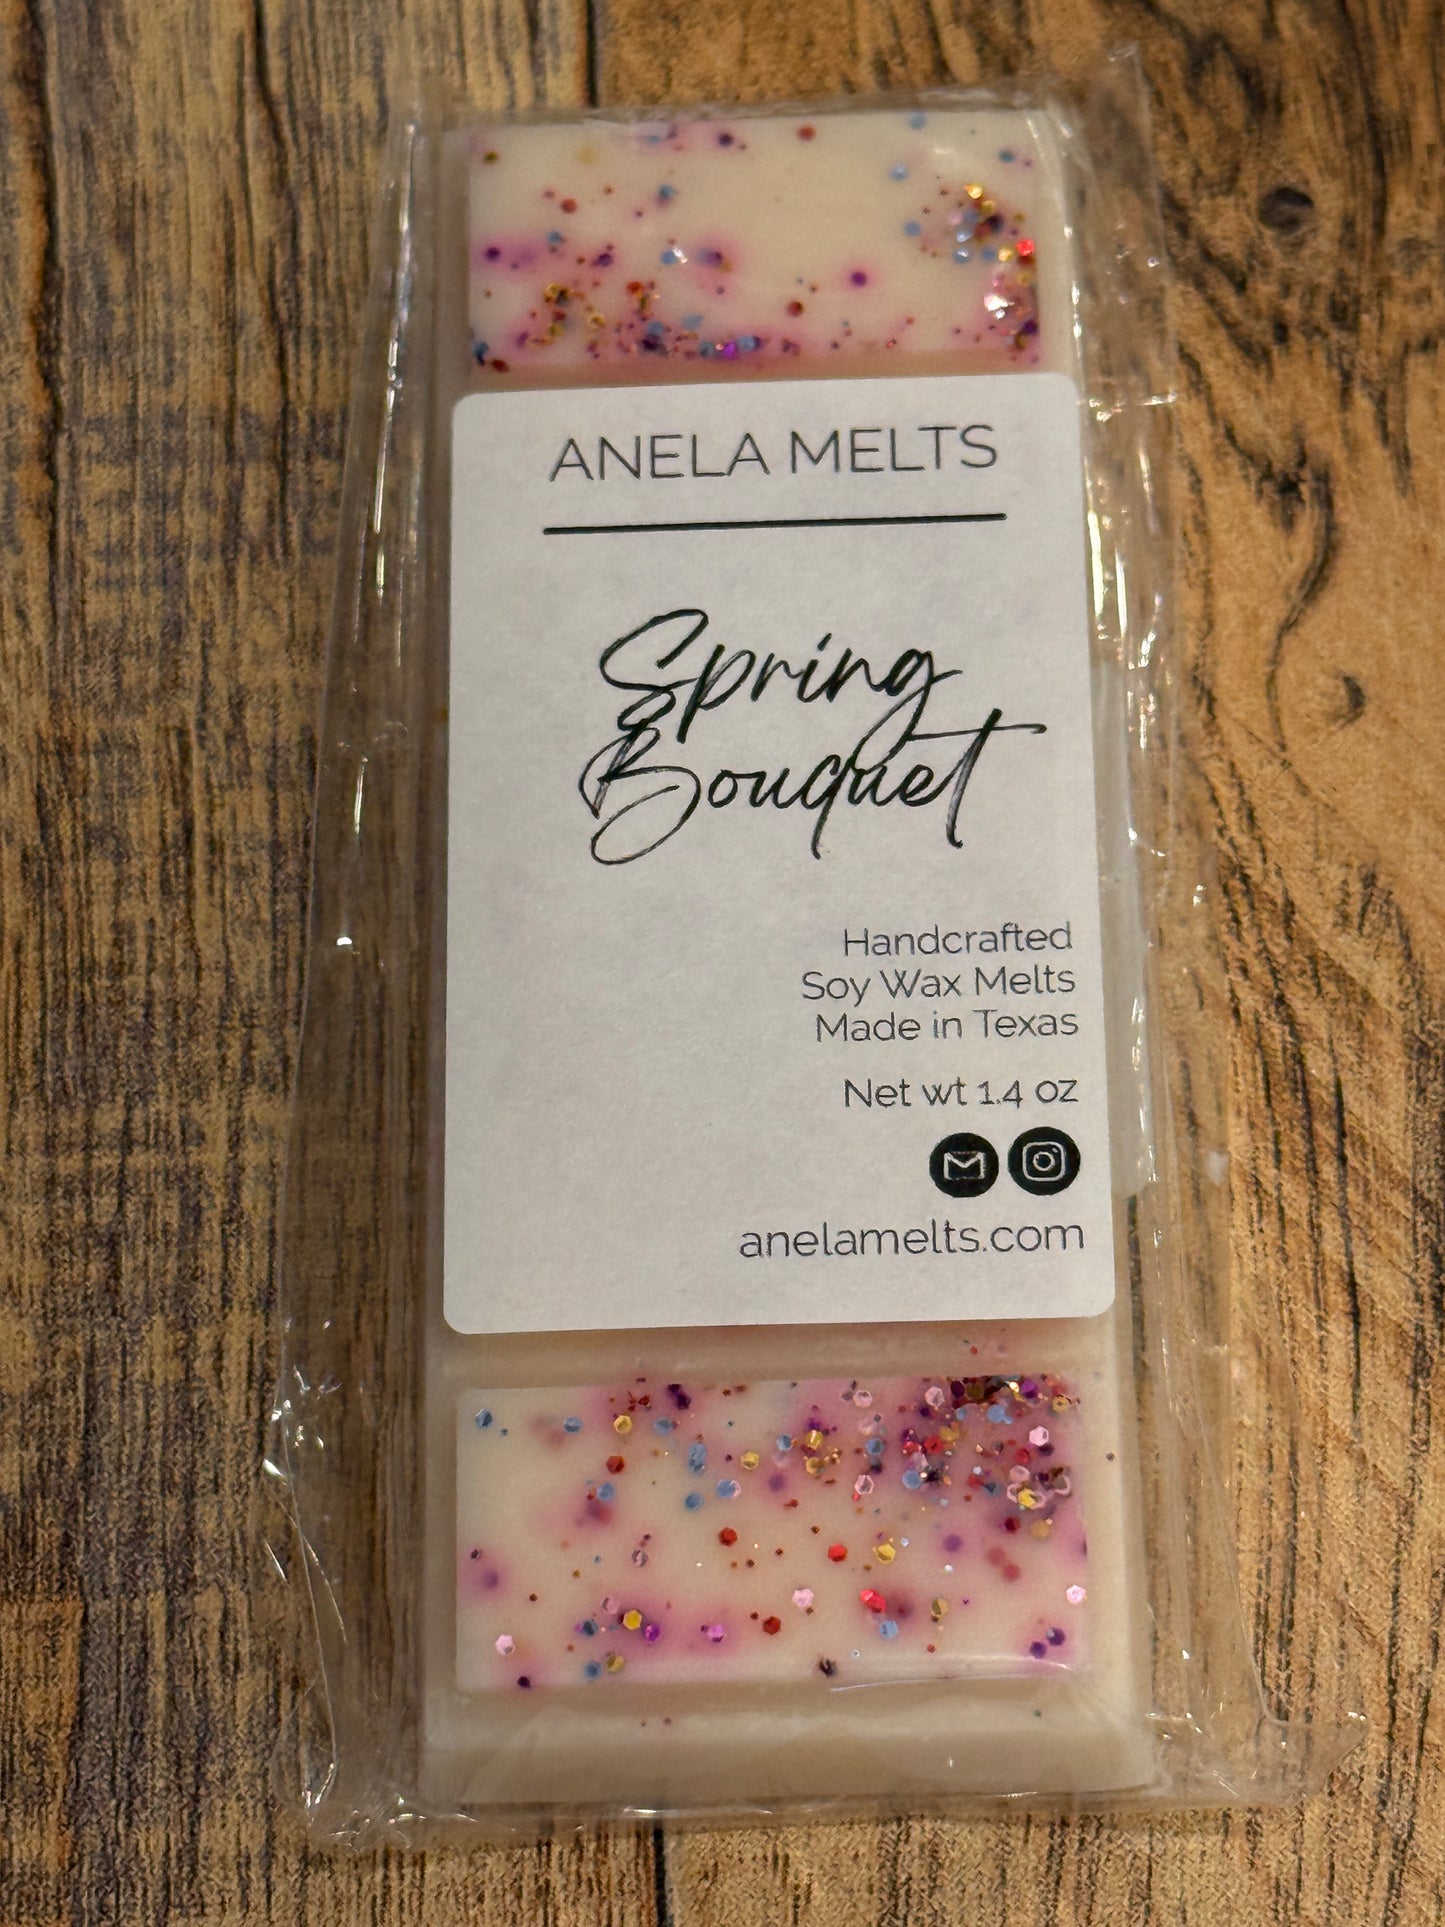 ANELA MELTS
Spring
Bouquet
Handcrafted
Soy Wax Melts
Made in Texas
Net wt 1.4 oz
anelamelts.com